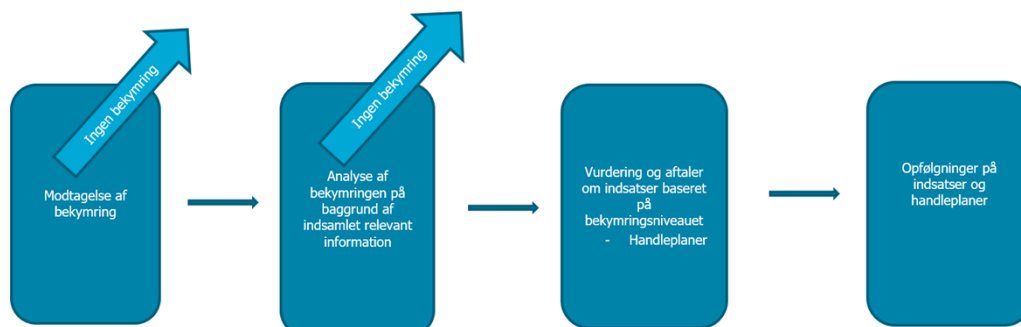 Ingen bekymring
Modtagelse af
bekymring
Ingen bekymring
Analyse af
bekymringen på
baggrund af
indsamlet relevant
information
Vurdering og aftaler
om indsatser baseret
på
bekymringsniveauet
- Handleplaner
Opfølgninger på
indsatser og
handleplaner